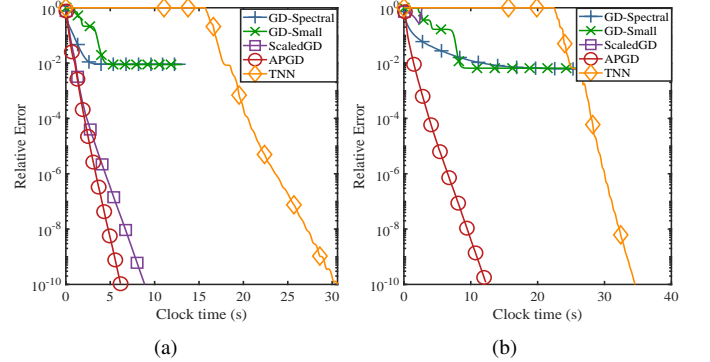 10^0
10^-2
10^-4
10^-6
10^-8
10^-10
Relative Error
0 5 10 15 20 25 30
Clock time (s)
GD-Spectral
GD-Small
ScaledGD
APGD
TNN
(a)
10^0
10^-2
10^-4
10^-6
10^-8
10^-10
Relative Error
0 10 20 30 40
Clock time (s)
GD-Spectral
GD-Small
ScaledGD
APGD
TNN
(b)